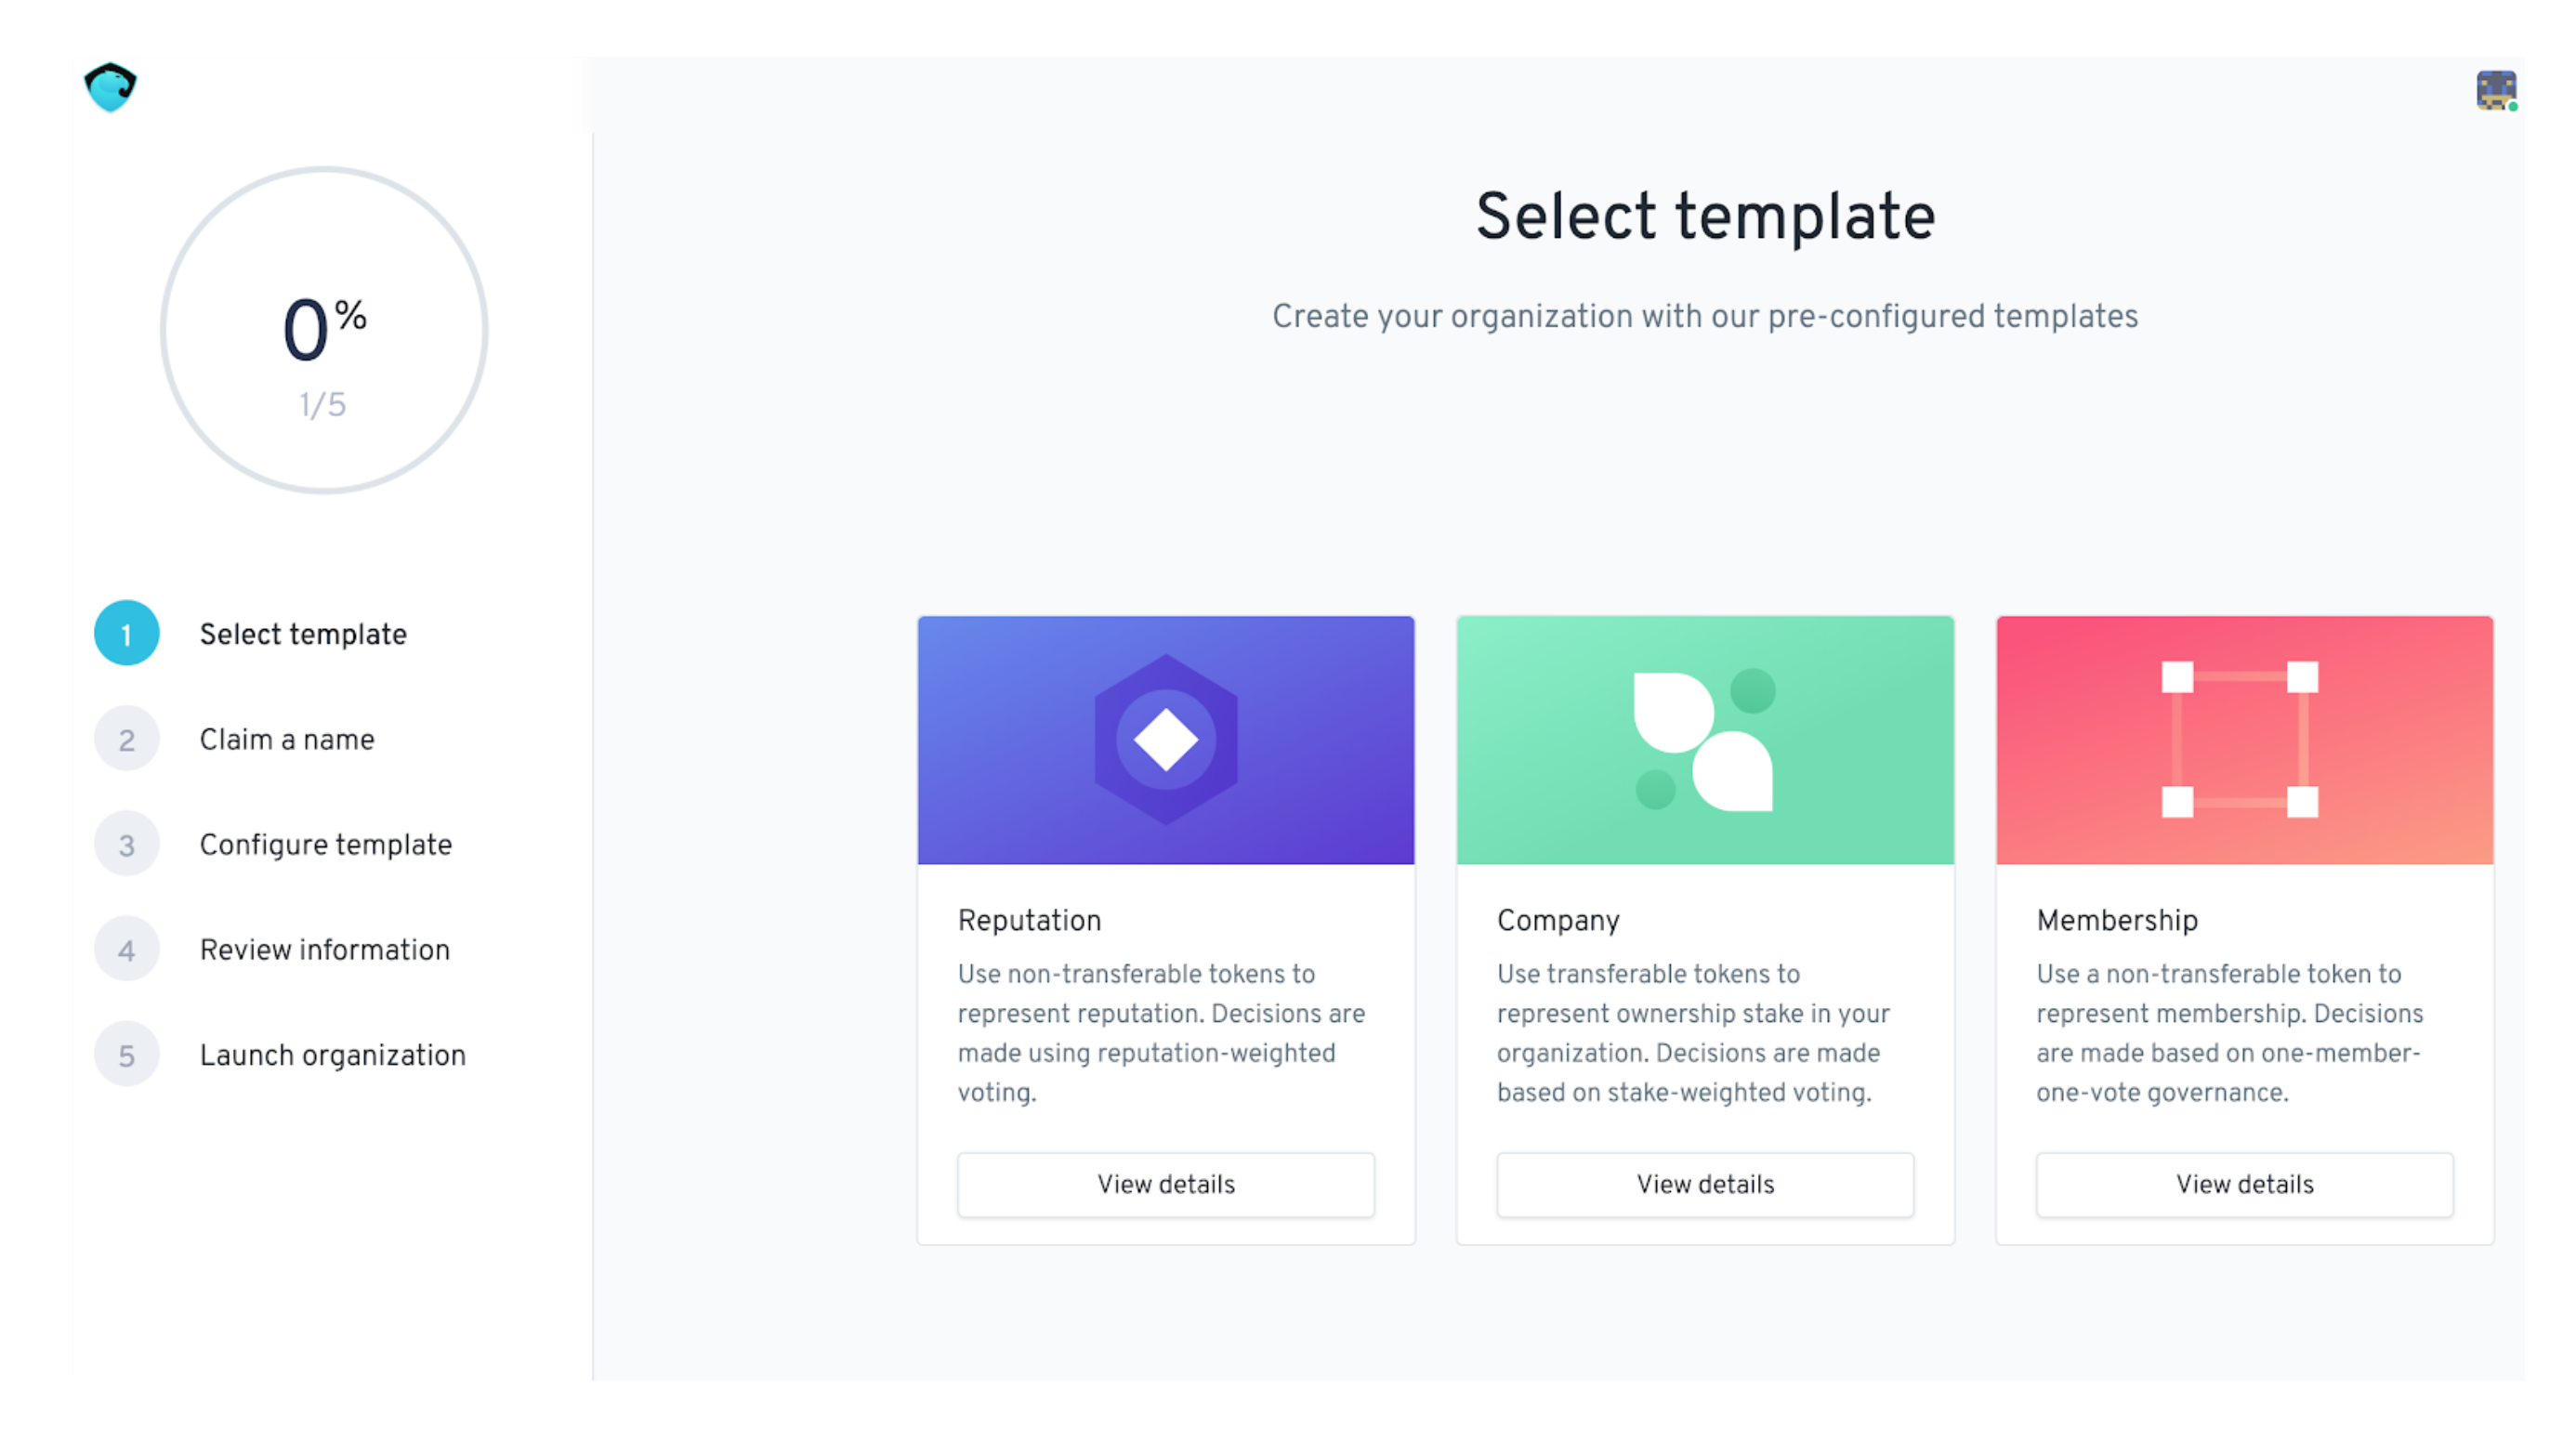 0%
1/5
1 Select template
2 Claim a name
3 Configure template
4 Review information
5 Launch organization
Select template
Create your organization with our pre-configured templates
Reputation
Use non-transferable tokens to
represent reputation. Decisions are
made using reputation-weighted
voting.
View details
Company
Use transferable tokens to
represent ownership stake in your
organization. Decisions are made
based on stake-weighted voting.
View details
Membership
Use a non-transferable token to
represent membership. Decisions
are made based on one-member-
one-vote governance.
View details